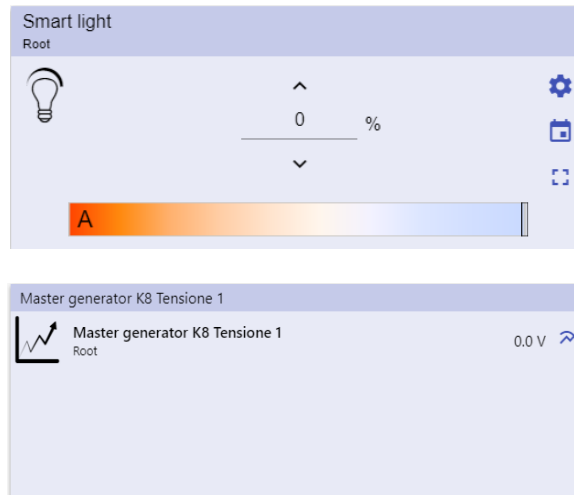 Smart light
Root
0 %
A
Master generator K8 Tensione 1
Master generator K8 Tensione 1
Root
0.0 V